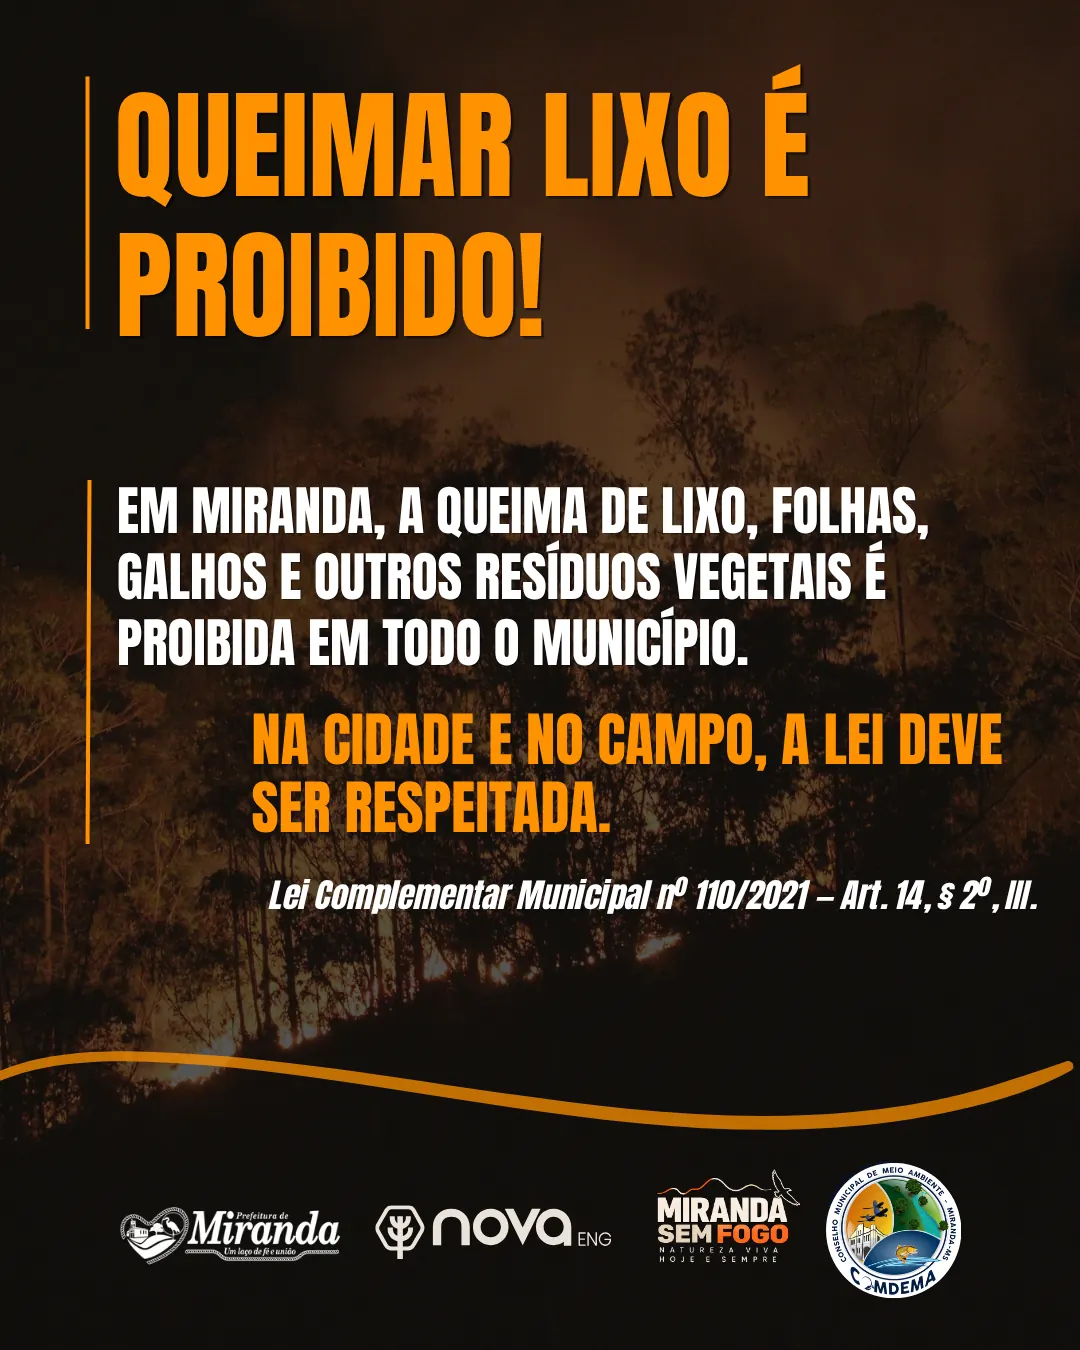 QUEIMAR LIXO É
PROIBIDO!
EM MIRANDA, A QUEIMA DE LIXO, FOLHAS,
GALHOS E OUTROS RESÍDUOS VEGETAIS É
PROIBIDA EM TODO O MUNICÍPIO.
NA CIDADE E NO CAMPO, A LEI DEVE
SER RESPEITADA.
Lei Complementar Municipal nº 110/2021 – Art. 14, § 2º, III.
Prefeitura de
Miranda
Um laço de fé e união
nova ENG
MIRANDA
SEM FOGO
NATUREZA VIVA
HOJE E SEMPRE
CONSELHO MUNICIPAL DE MEIO AMBIENTE - MIRANDA-MS
COMDEMA